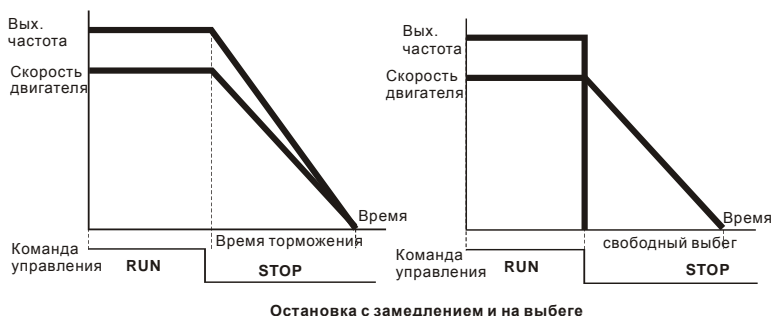 Вых.
частота
Скорость
двигателя
Время
Время торможения
Команда
управления
RUN
STOP
Вых.
частота
Скорость
двигателя
Время
свободный выбег
Команда
управления
RUN
STOP
Остановка с замедлением и на выбеге